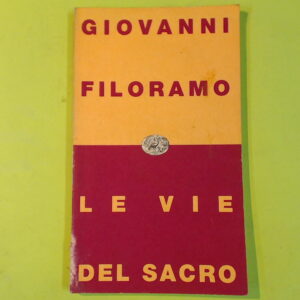 GIOVANNI
FILORAMO
LE VIE
DEL SACRO